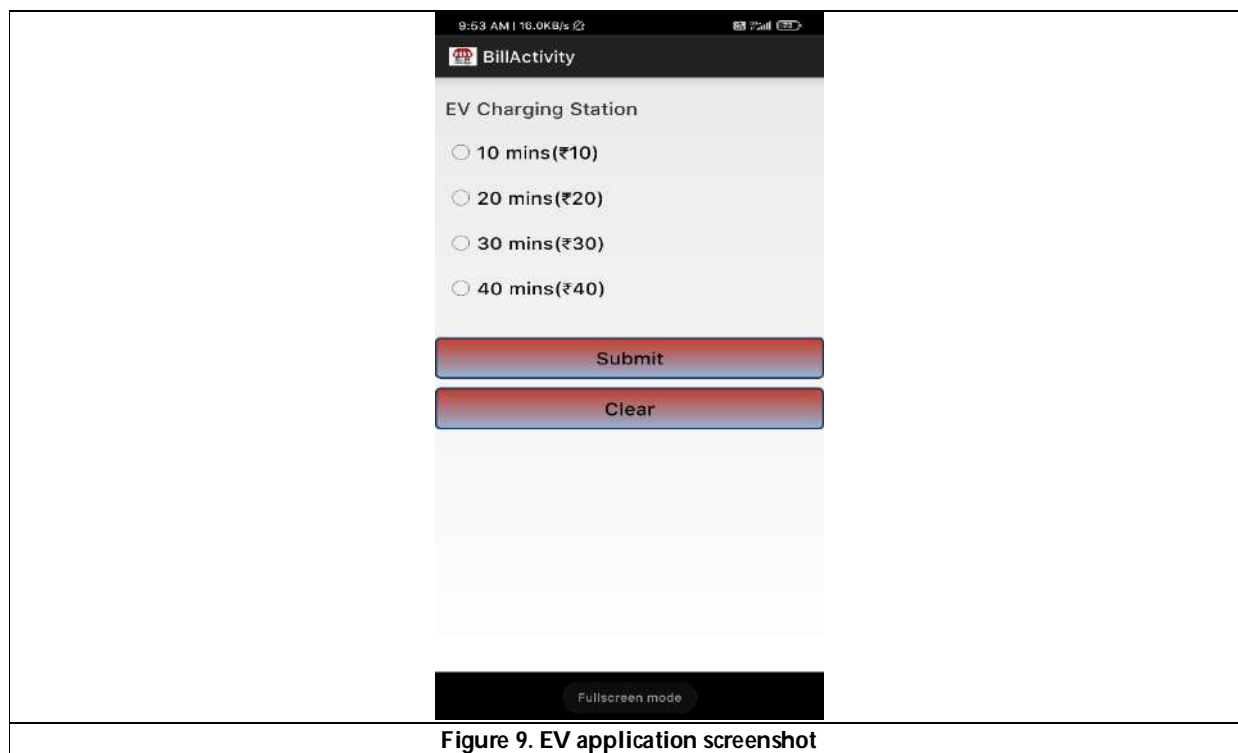 9:53 AM | 16.0KB/s
BillActivity
EV Charging Station
10 mins(₹10)
20 mins(₹20)
30 mins(₹30)
40 mins(₹40)
Submit
Clear
Fullscreen mode
Figure 9. EV application screenshot